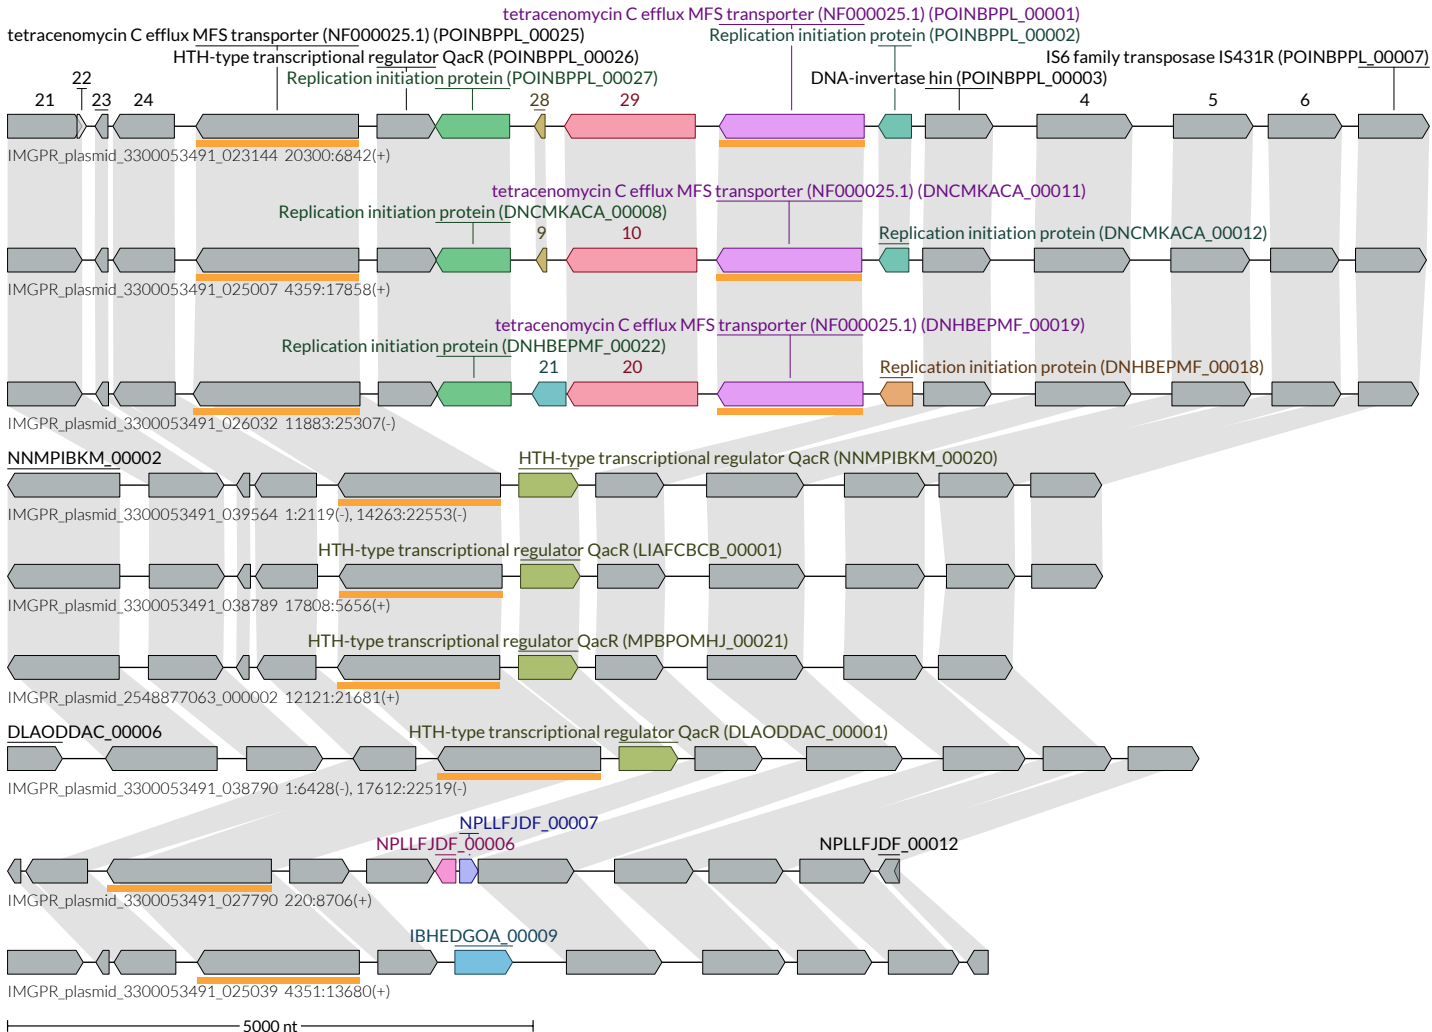 tetracenomycin C efflux MFS transporter (NF000025.1) (POINBPPL_00001)
tetracenomycin C efflux MFS transporter (NF000025.1) (POINBPPL_00025)
Replication initiation protein (POINBPPL_00002)
HTH-type transcriptional regulator QacR (POINBPPL_00026)
IS6 family transposase IS431R (POINBPPL_00007)
22
Replication initiation protein (POINBPPL_00027)
DNA-invertase hin (POINBPPL_00003)
21 23 24 28 29 4 5 6
IMGPR_plasmid_3300053491_023144 20300:6842(+)
tetracenomycin C efflux MFS transporter (NF000025.1) (DNCMKACA_00011)
Replication initiation protein (DNCMKACA_00008)
9 10 Replication initiation protein (DNCMKACA_00012)
IMGPR_plasmid_3300053491_025007 4359:17858(+)
tetracenomycin C efflux MFS transporter (NF000025.1) (DNHBEPMF_00019)
Replication initiation protein (DNHBEPMF_00022)
21 20 Replication initiation protein (DNHBEPMF_00018)
IMGPR_plasmid_3300053491_026032 11883:25307(-)
NNMPIBKM_00002 HTH-type transcriptional regulator QacR (NNMPIBKM_00020)
IMGPR_plasmid_3300053491_039564 1:2119(-), 14263:22553(-)
HTH-type transcriptional regulator QacR (LIAFCBCB_00001)
IMGPR_plasmid_3300053491_038789 17808:5656(+)
HTH-type transcriptional regulator QacR (MPBPOMHJ_00021)
IMGPR_plasmid_2548877063_000002 12121:21681(+)
DLAODDAC_00006 HTH-type transcriptional regulator QacR (DLAODDAC_00001)
IMGPR_plasmid_3300053491_038790 1:6428(-), 17612:22519(-)
NPLLFJDF_00007
NPLLFJDF_00006 NPLLFJDF_00012
IMGPR_plasmid_3300053491_027790 220:8706(+)
IBHEDGOA_00009
IMGPR_plasmid_3300053491_025039 4351:13680(+)
5000 nt